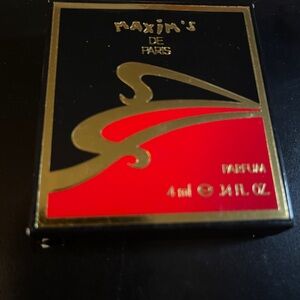 MAXIM'S
DE
PARIS
PARFUM
4 ml ℮ .14 FL. OZ.